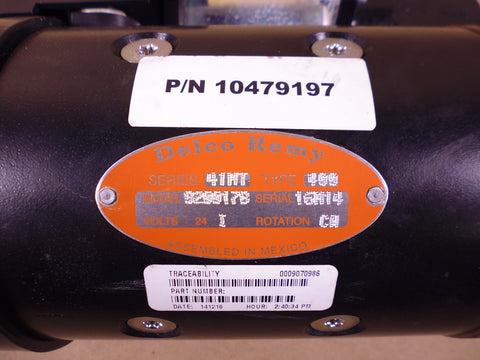 P/N 10479197
Delco Remy
SERIES 41MT TYPE 400
MODEL SERIAL 16H14
VOLTS 24 I ROTATION CW
ASSEMBLED IN MEXICO
TRACEABILITY 0009070986
PART NUMBER:
DATE: 141216 HOUR: 2:40:34 PM